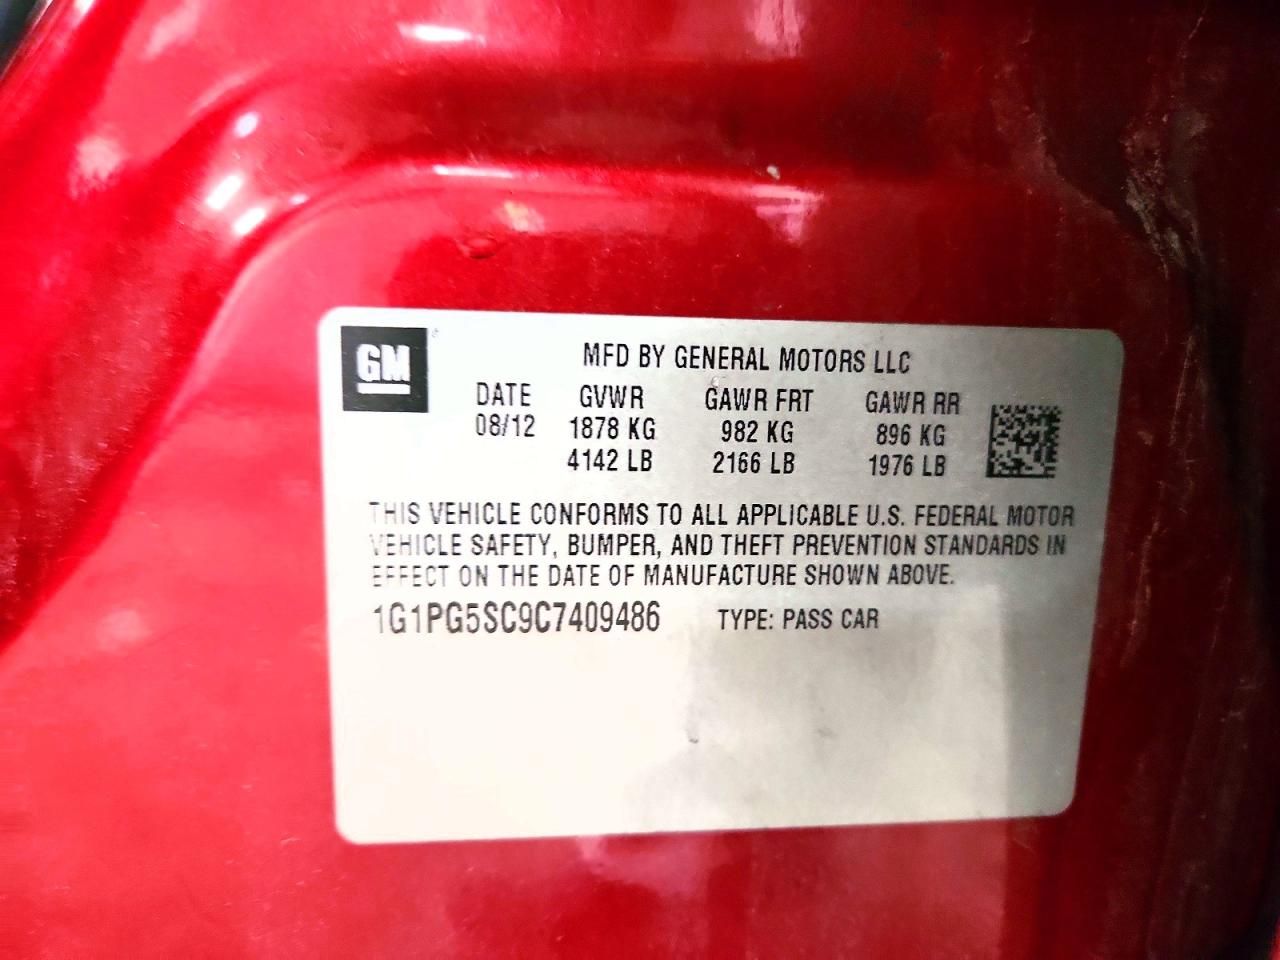 GM
MFD BY GENERAL MOTORS LLC
DATE GVWR GAWR FRT GAWR RR
08/12 1878 KG 982 KG 896 KG
4142 LB 2166 LB 1976 LB
THIS VEHICLE CONFORMS TO ALL APPLICABLE U.S. FEDERAL MOTOR
VEHICLE SAFETY, BUMPER, AND THEFT PREVENTION STANDARDS IN
EFFECT ON THE DATE OF MANUFACTURE SHOWN ABOVE.
1G1PG5SC9C7409486 TYPE: PASS CAR